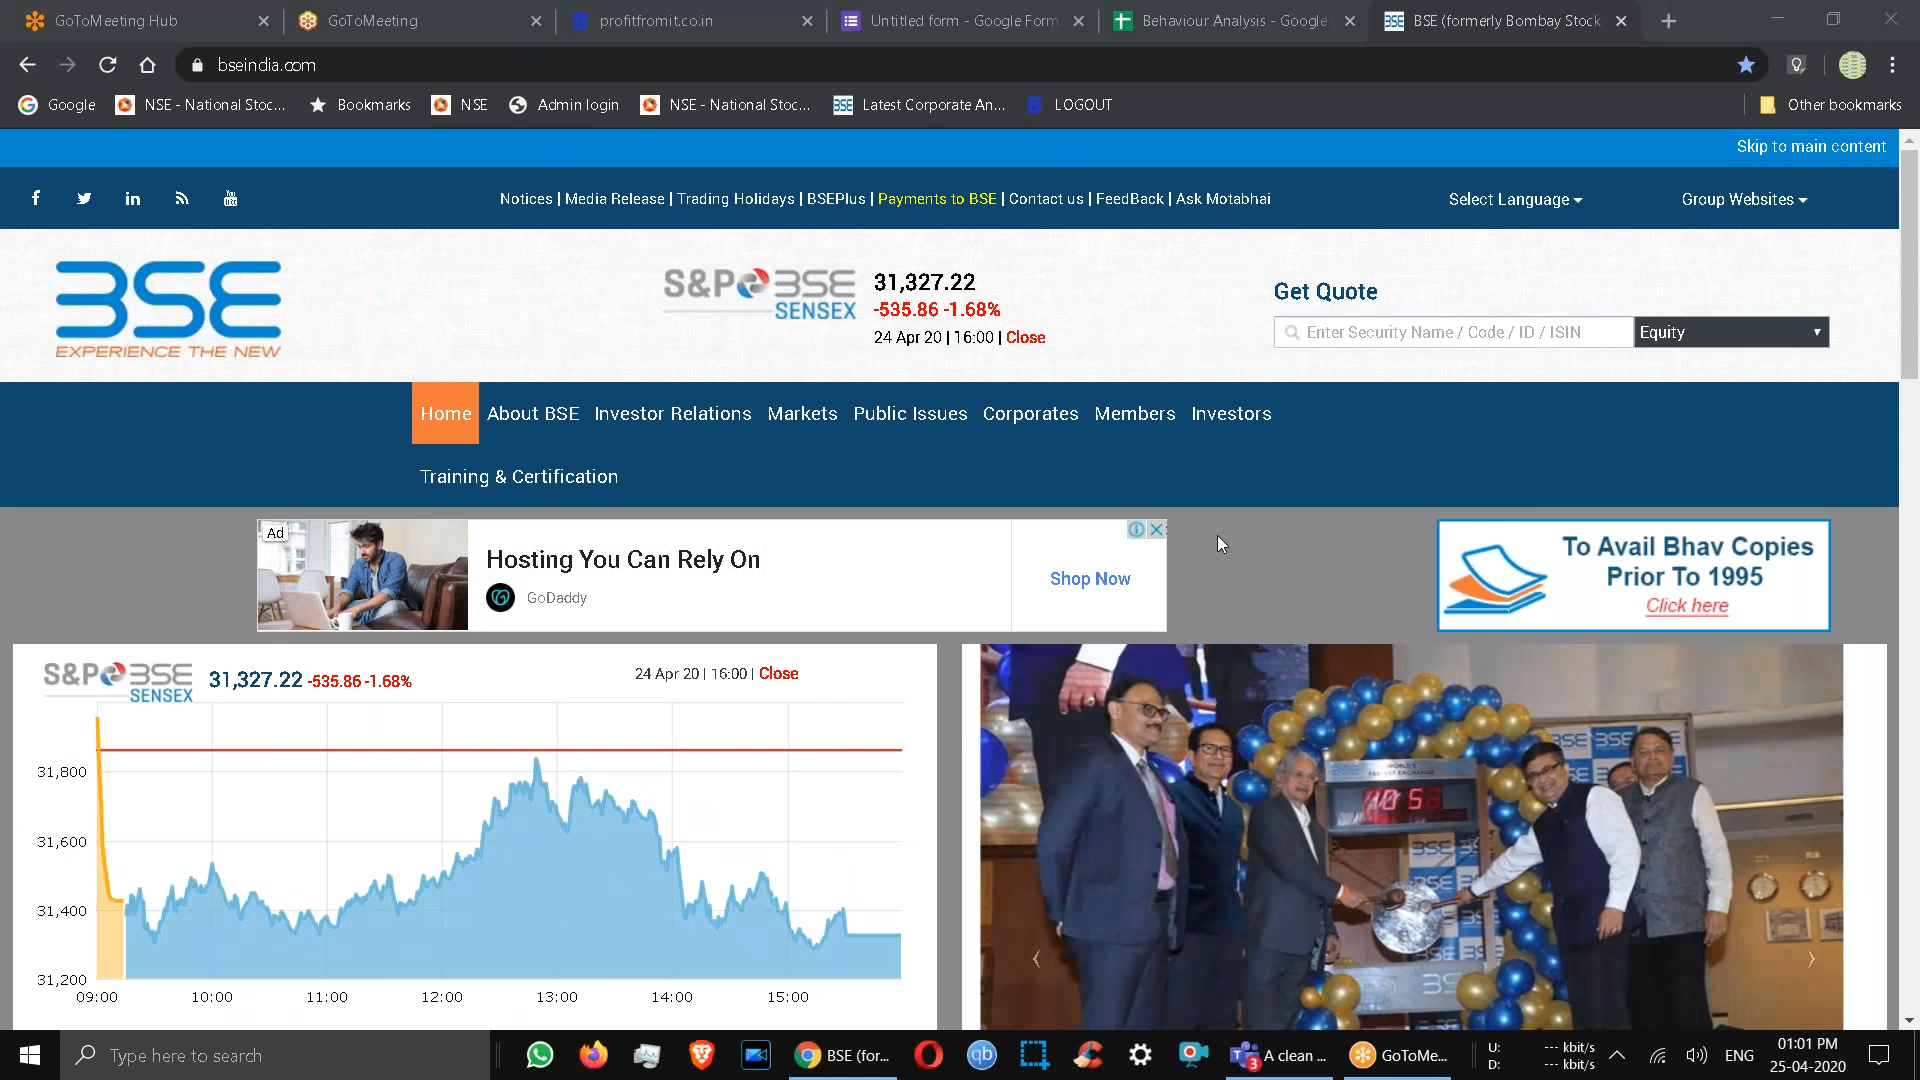 GoToMeeting Hub
GoToMeeting
profitfromit.co.in
Untitled form - Google Form
Behaviour Analysis - Google
BSE (formerly Bombay Stock
bseindia.com
Google
NSE - National Stoc...
Bookmarks
NSE
Admin login
NSE - National Stoc...
Latest Corporate An...
LOGOUT
Other bookmarks
Skip to main content
Notices | Media Release | Trading Holidays | BSEPlus | Payments to BSE | Contact us | FeedBack | Ask Motabhai
Select Language
Group Websites
BSE
EXPERIENCE THE NEW
S&P BSE
SENSEX
31,327.22
-535.86 -1.68%
24 Apr 20 | 16:00 | Close
Get Quote
Enter Security Name / Code / ID / ISIN
Equity
Home About BSE Investor Relations Markets Public Issues Corporates Members Investors
Training & Certification
Ad
Hosting You Can Rely On
GoDaddy
Shop Now
To Avail Bhav Copies
Prior To 1995
Click here
S&P BSE
SENSEX
31,327.22 -535.86 -1.68%
24 Apr 20 | 16:00 | Close
31,800
31,600
31,400
31,200
09:00 10:00 11:00 12:00 13:00 14:00 15:00
BSE BSE
BSE
BSE
Type here to search
BSE (for...
A clean ...
3
GoToMe...
U: --- kbit/s
D: --- kbit/s
ENG
01:01 PM
25-04-2020